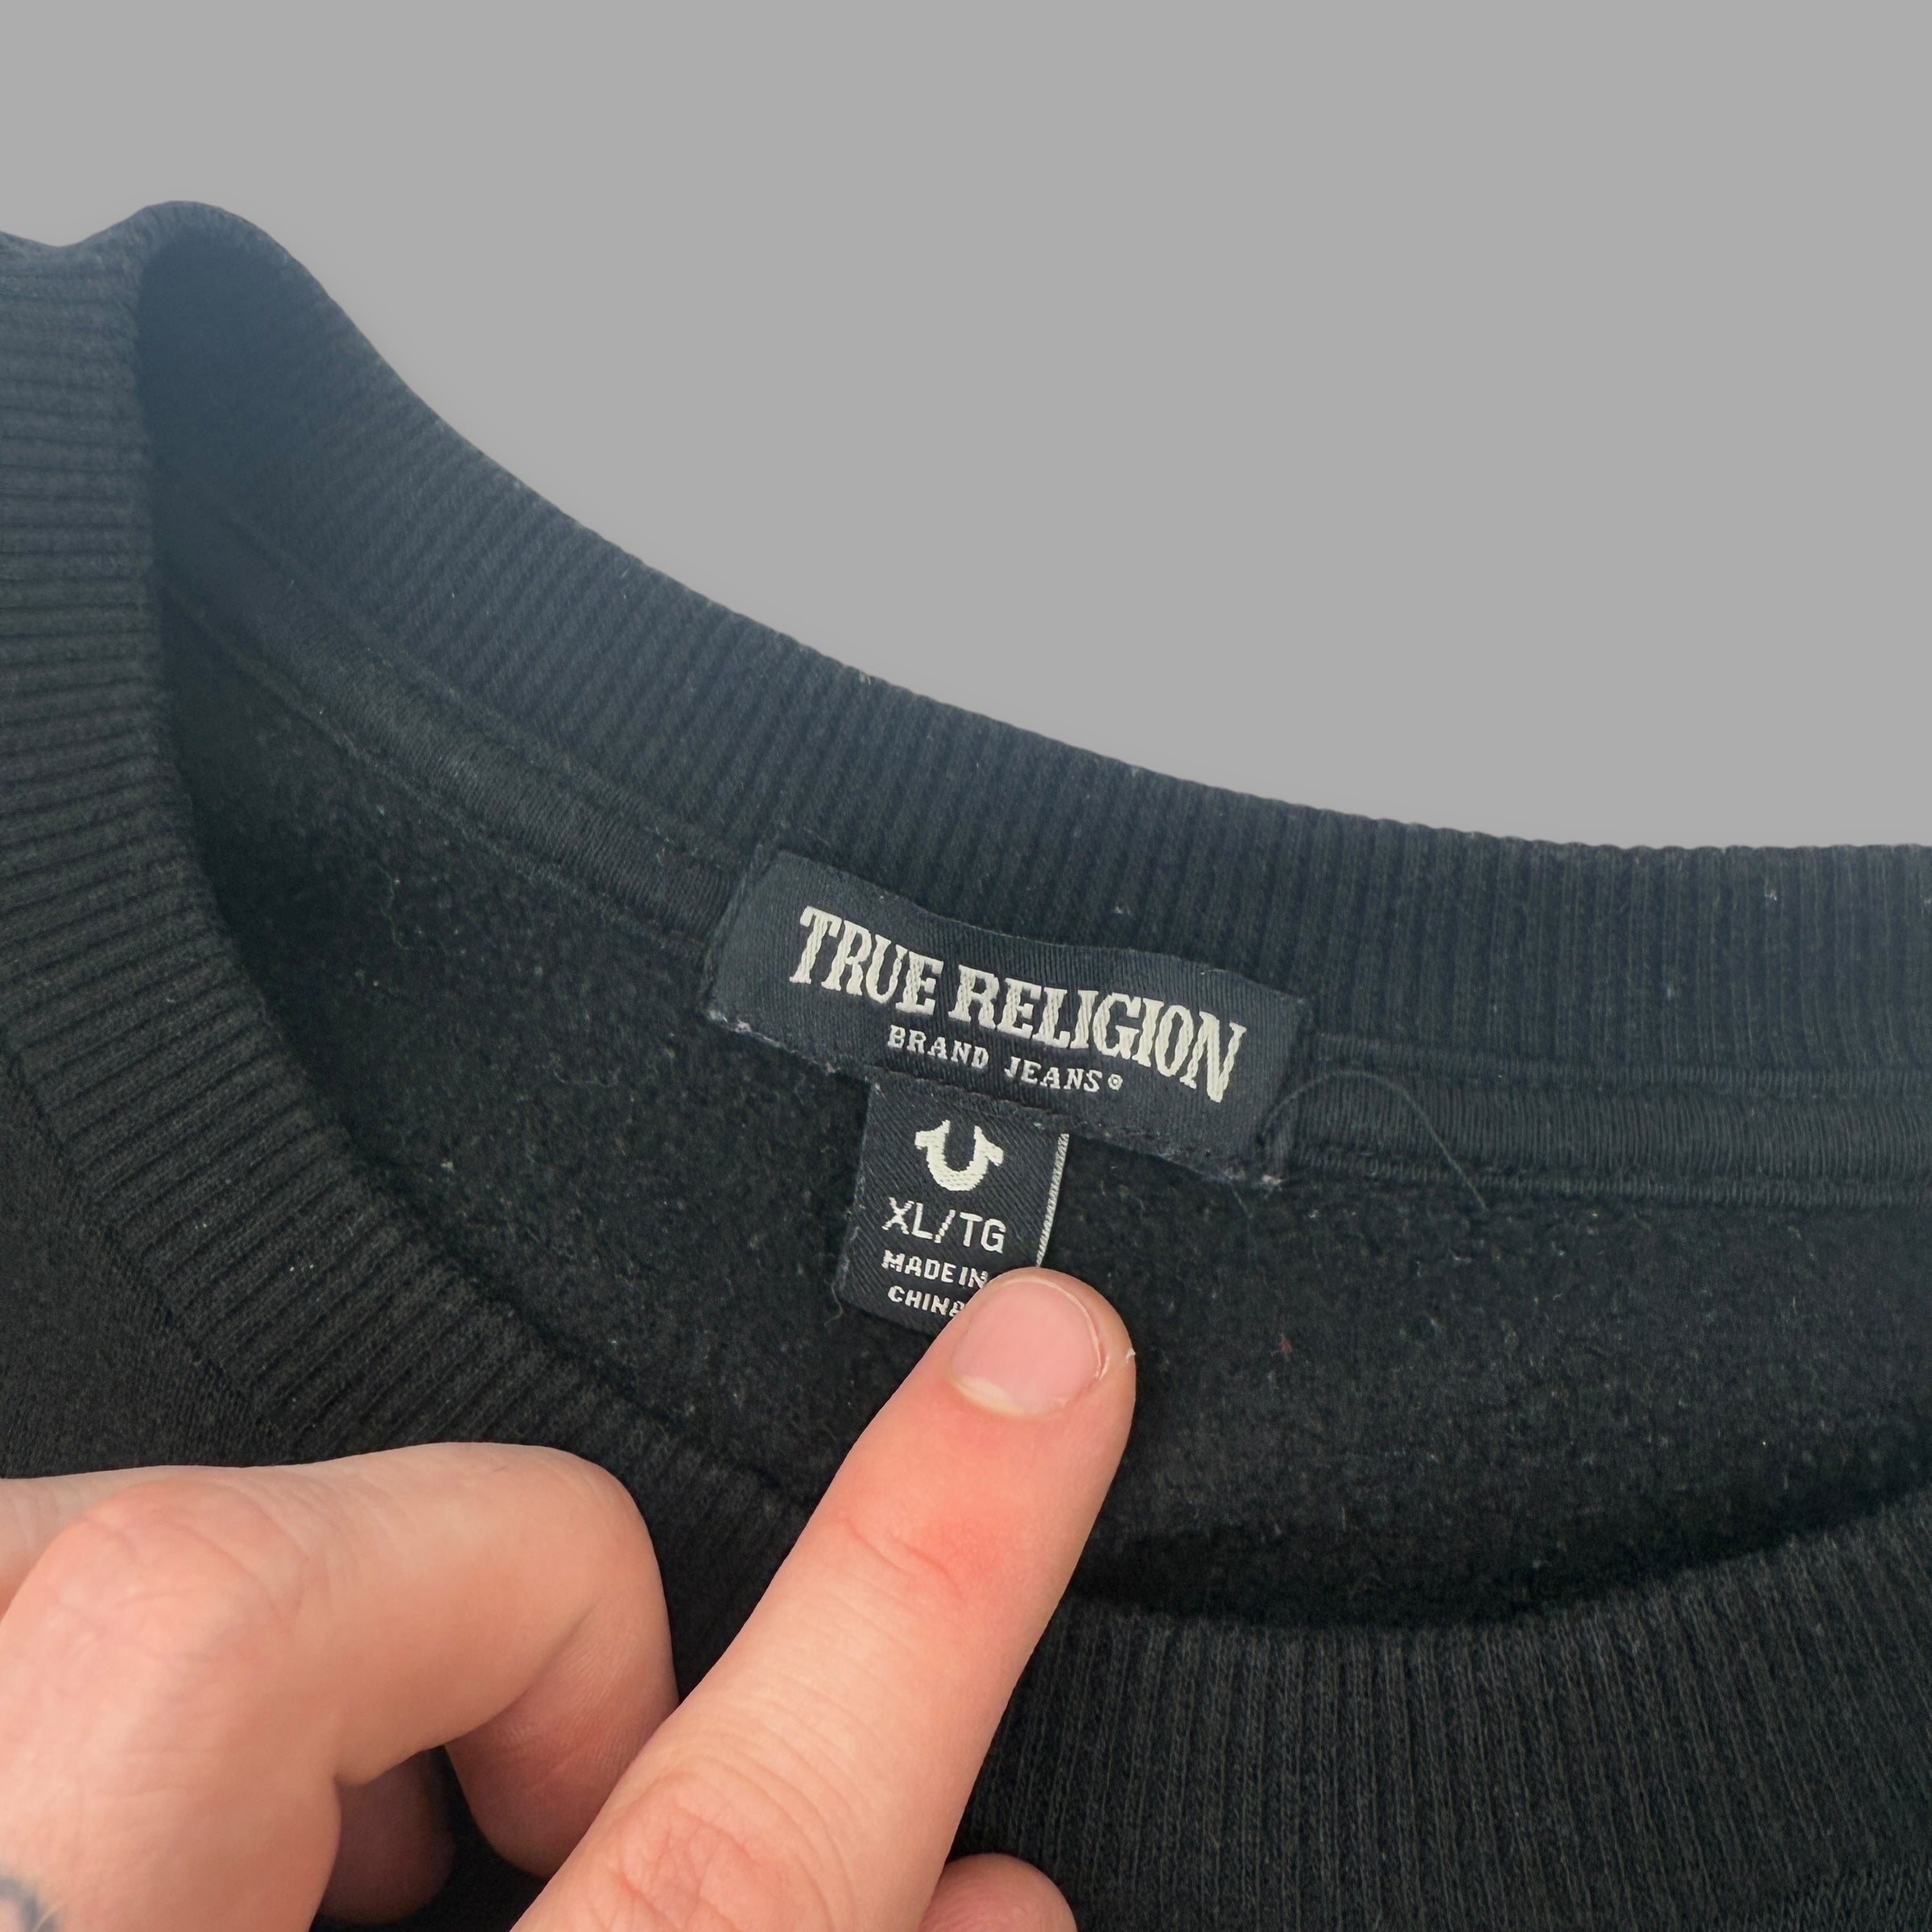 TRUE RELIGION
BRAND JEANS®
XL/TG
MADE IN
CHINA